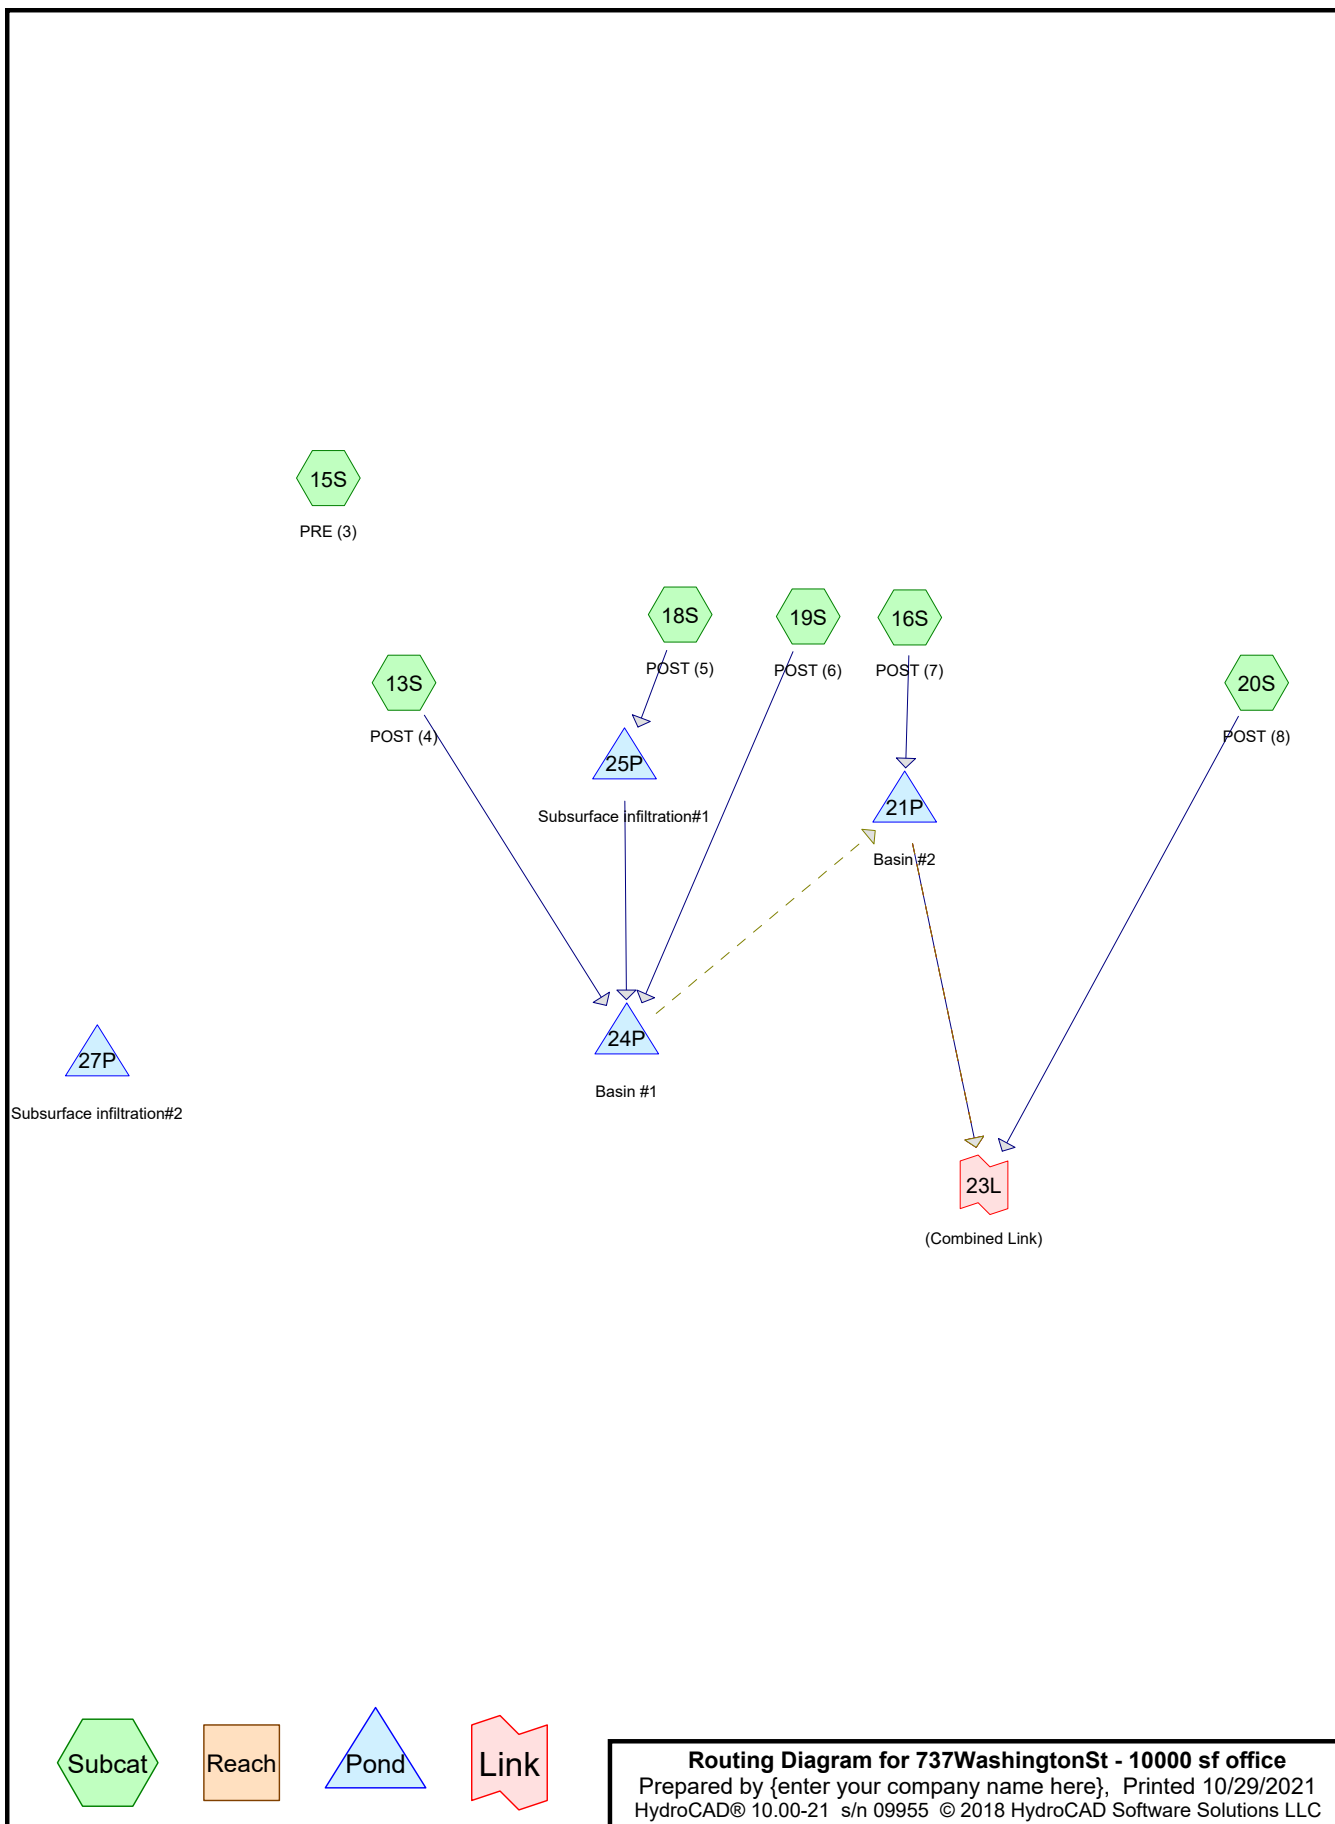 15S
PRE (3)
18S
POST (5)
19S
POST (6)
16S
POST (7)
13S
POST (4)
20S
POST (8)
25P
Subsurface infiltration#1
21P
Basin #2
24P
Basin #1
27P
Subsurface infiltration#2
23L
(Combined Link)
Subcat
Reach
Pond
Link
Routing Diagram for 737WashingtonSt - 10000 sf office
Prepared by {enter your company name here}, Printed 10/29/2021
HydroCAD® 10.00-21 s/n 09955 © 2018 HydroCAD Software Solutions LLC